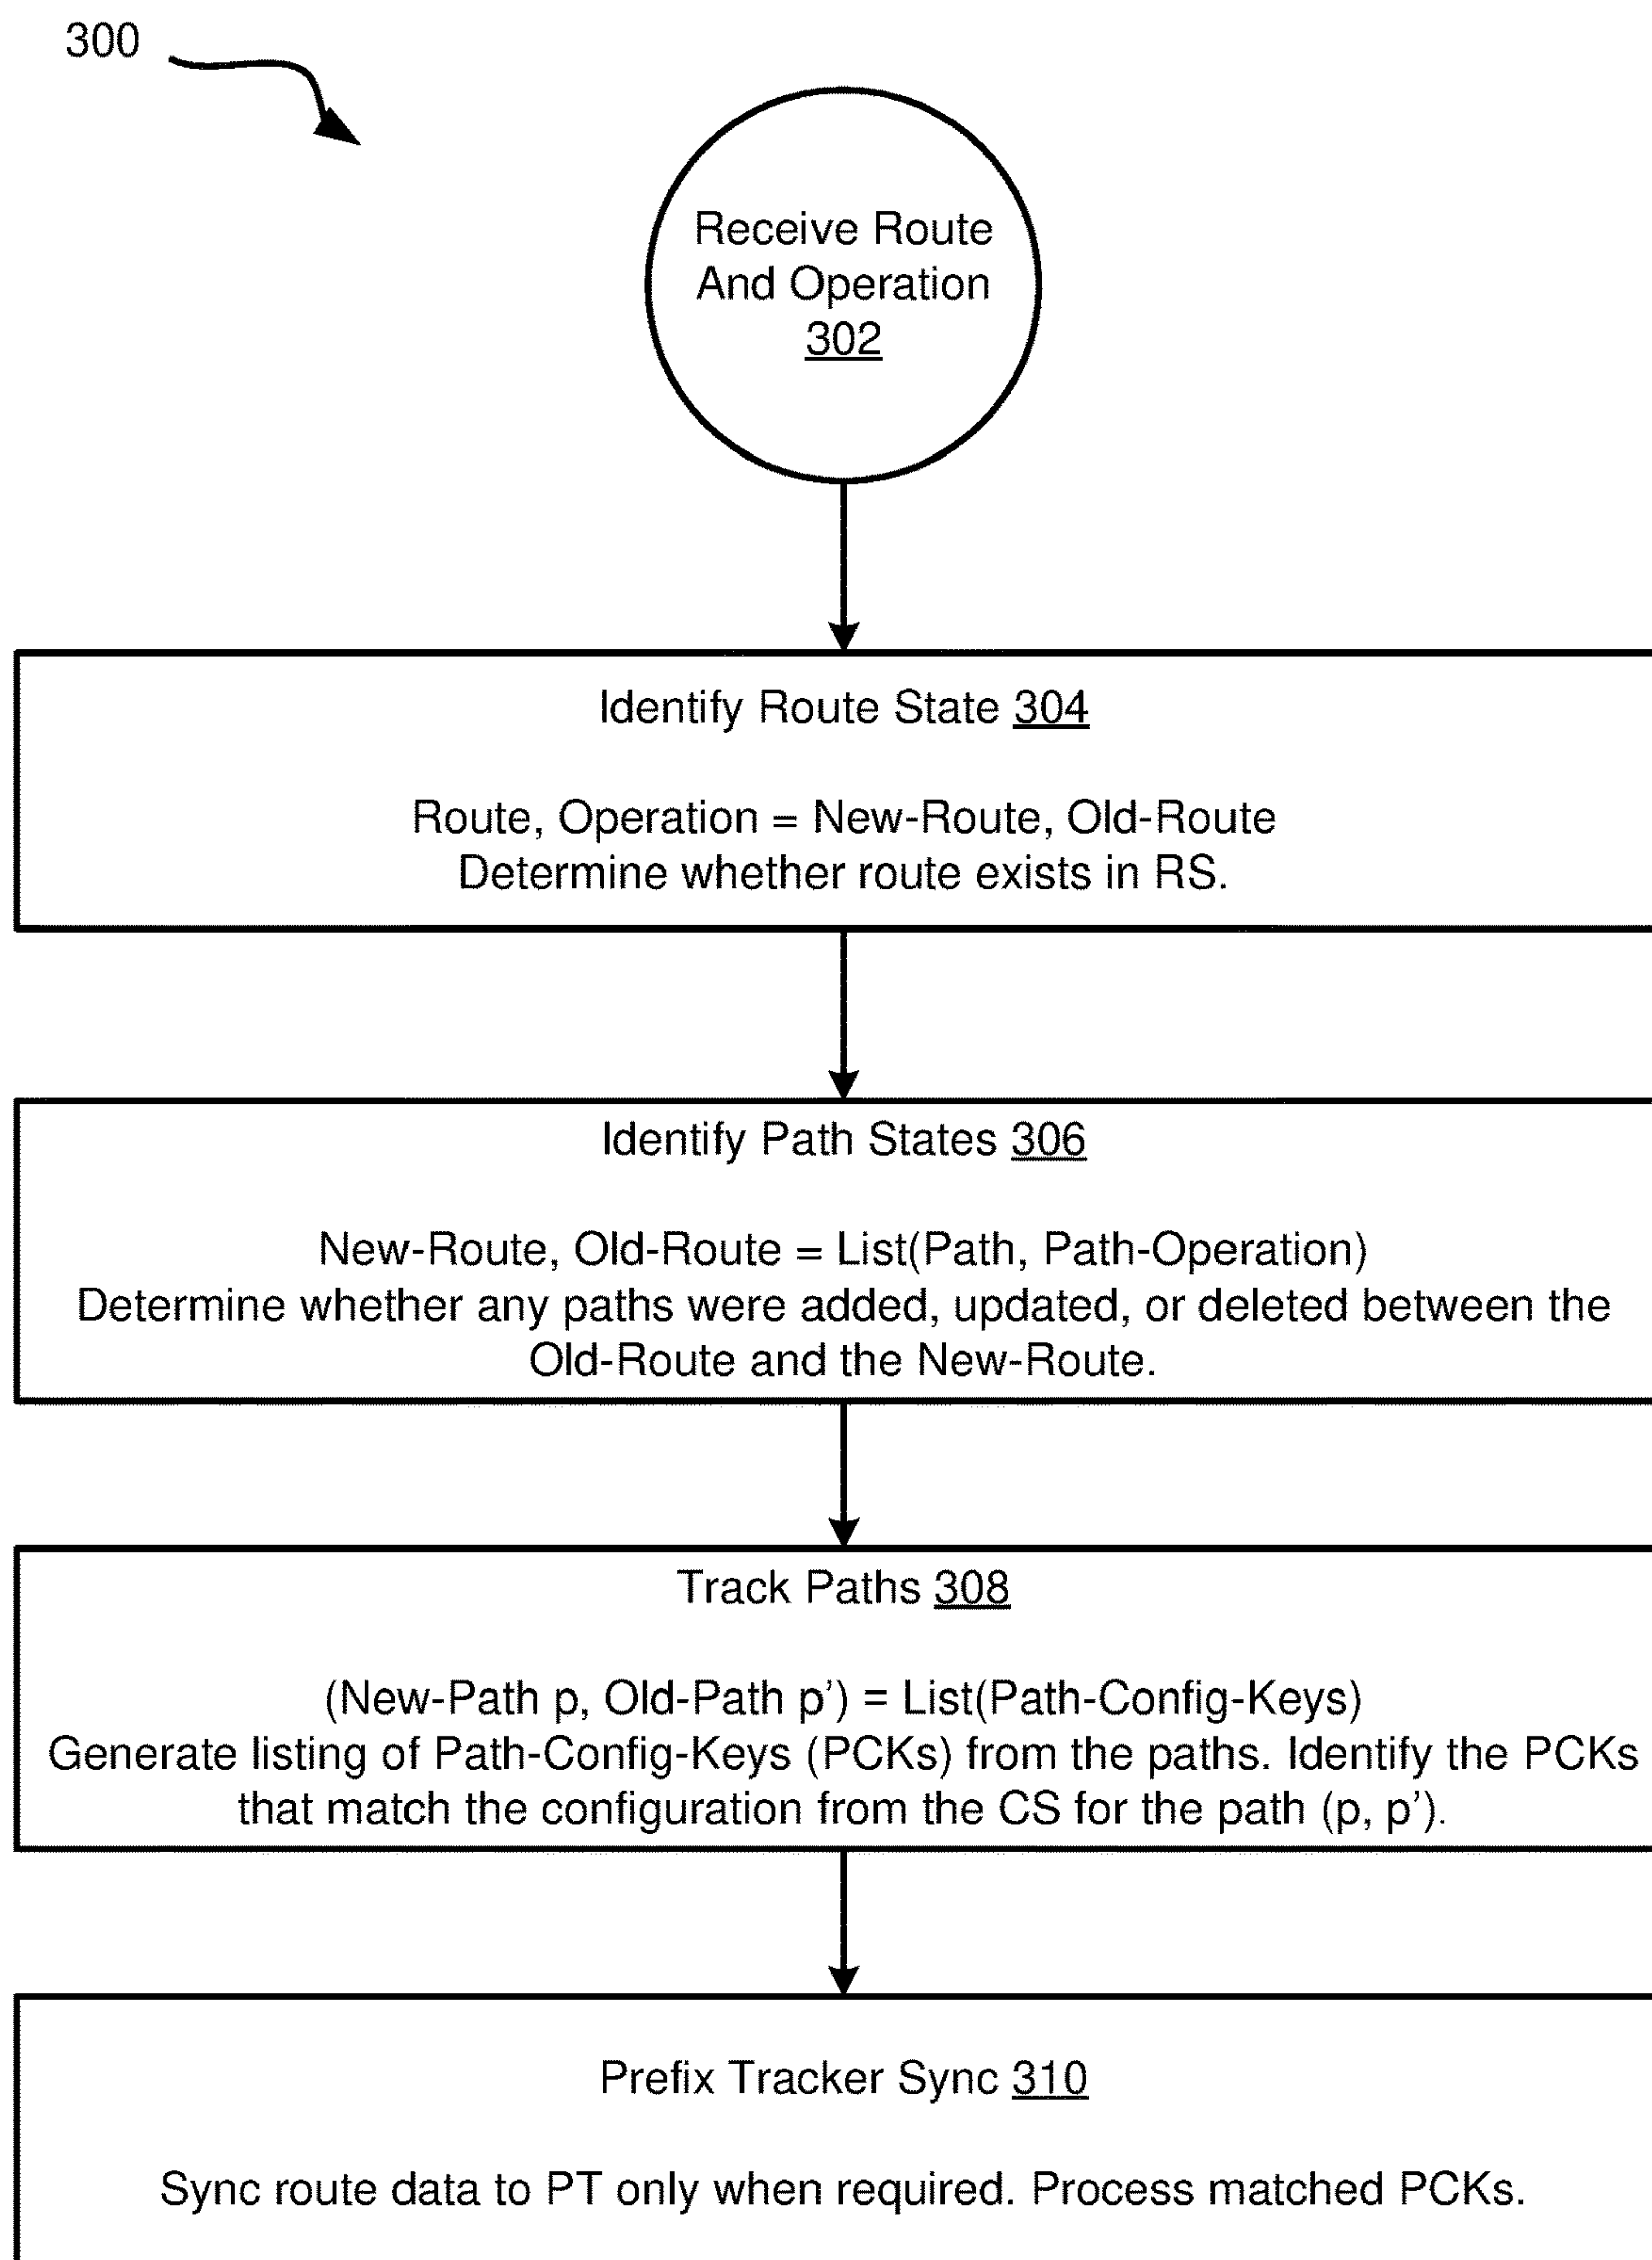 300
Receive Route
And Operation
302
Identify Route State 304
Route, Operation = New-Route, Old-Route
Determine whether route exists in RS.
Identify Path States 306
New-Route, Old-Route = List(Path, Path-Operation)
Determine whether any paths were added, updated, or deleted between the
Old-Route and the New-Route.
Track Paths 308
(New-Path p, Old-Path p’) = List(Path-Config-Keys)
Generate listing of Path-Config-Keys (PCKs) from the paths. Identify the PCKs
that match the configuration from the CS for the path (p, p’).
Prefix Tracker Sync 310
Sync route data to PT only when required. Process matched PCKs.